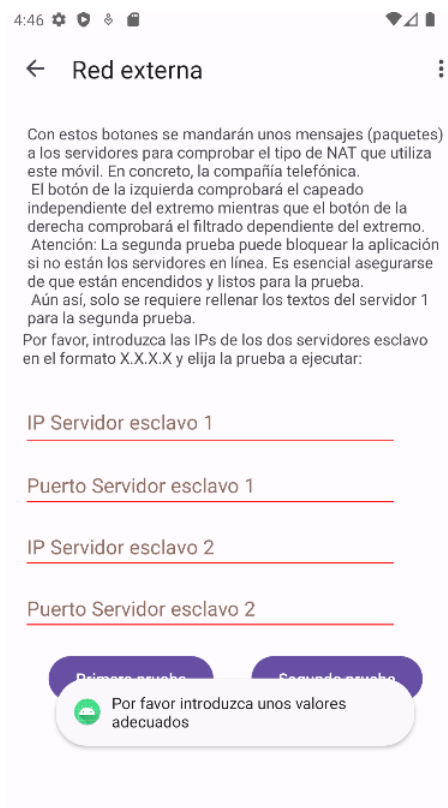 4:46
Red externa
Con estos botones se mandarán unos mensajes (paquetes)
a los servidores para comprobar el tipo de NAT que utiliza
este móvil. En concreto, la compañía telefónica.
El botón de la izquierda comprobará el capeado
independiente del extremo mientras que el botón de la
derecha comprobará el filtrado dependiente del extremo.
Atención: La segunda prueba puede bloquear la aplicación
si no están los servidores en línea. Es esencial asegurarse
de que están encendidos y listos para la prueba.
Aún así, solo se requiere rellenar los textos del servidor 1
para la segunda prueba.
Por favor, introduzca las IPs de los dos servidores esclavo
en el formato X.X.X.X y elija la prueba a ejecutar:
IP Servidor esclavo 1
Puerto Servidor esclavo 1
IP Servidor esclavo 2
Puerto Servidor esclavo 2
Primera prueba Segunda prueba
Por favor introduzca unos valores
adecuados